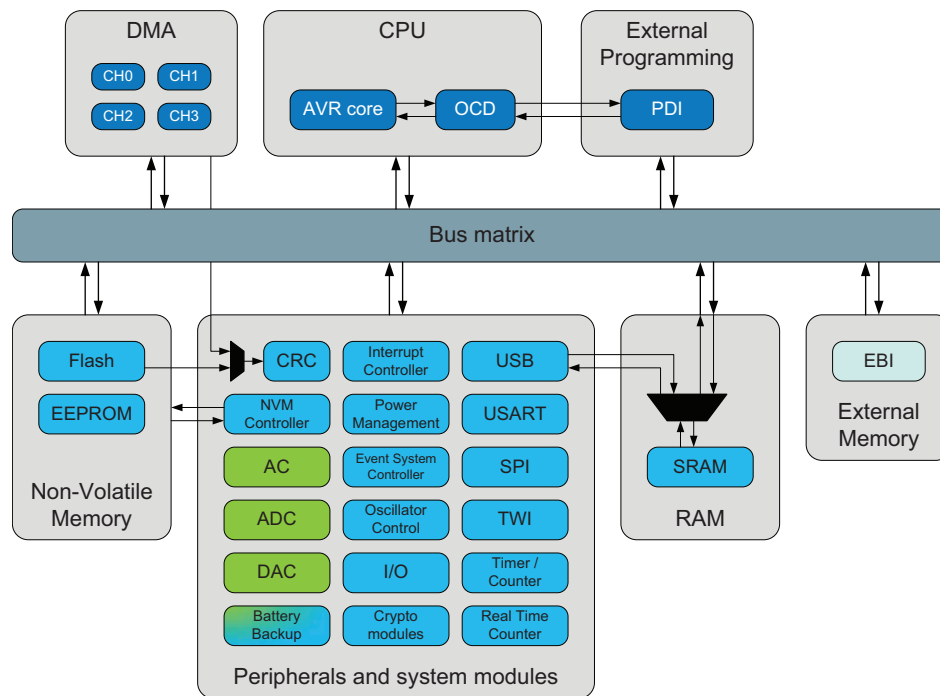 DMA
CH0
CH1
CH2
CH3
CPU
AVR core
OCD
External
Programming
PDI
Bus matrix
Flash
EEPROM
Non-Volatile
Memory
CRC
Interrupt
Controller
USB
NVM
Controller
Power
Management
USART
AC
Event System
Controller
SPI
ADC
Oscillator
Control
TWI
DAC
I/O
Timer /
Counter
Battery
Backup
Crypto
modules
Real Time
Counter
Peripherals and system modules
SRAM
RAM
EBI
External
Memory